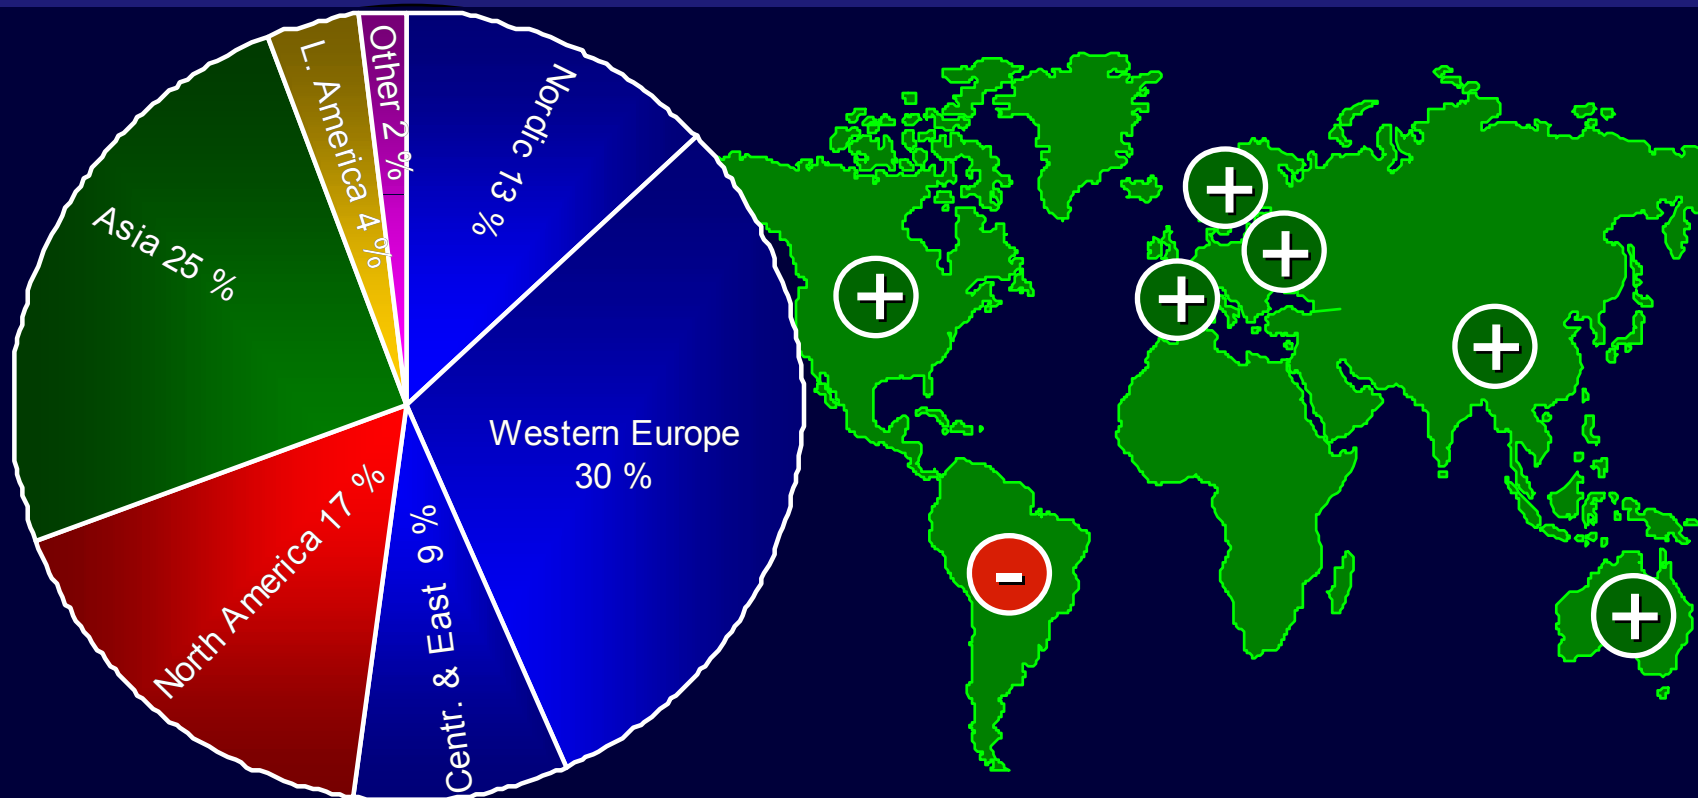 Nordic 13 %
Western Europe
30 %
Centr. & East 9 %
North America 17 %
Asia 25 %
L. America 4 %
Other 2 %
+
+
+
+
+
-
+